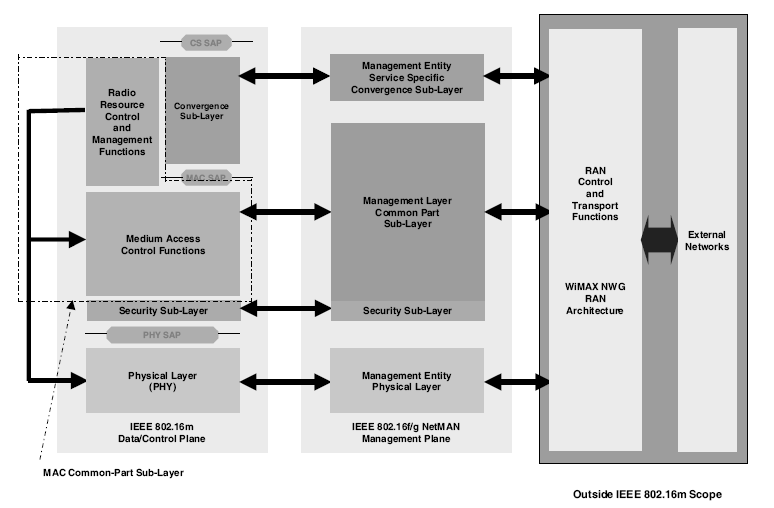 CS SAP
Radio
Resource
Control
and
Management
Functions
Convergence
Sub-Layer
MAC SAP
Medium Access
Control Functions
Security Sub-Layer
PHY SAP
Physical Layer
(PHY)
IEEE 802.16m
Data/Control Plane
MAC Common-Part Sub-Layer
Management Entity
Service Specific
Convergence Sub-Layer
Management Layer
Common Part
Sub-Layer
Security Sub-Layer
Management Entity
Physical Layer
IEEE 802.16f/g NetMAN
Management Plane
RAN
Control
and
Transport
Functions
WiMAX NWG
RAN
Architecture
External
Networks
Outside IEEE 802.16m Scope